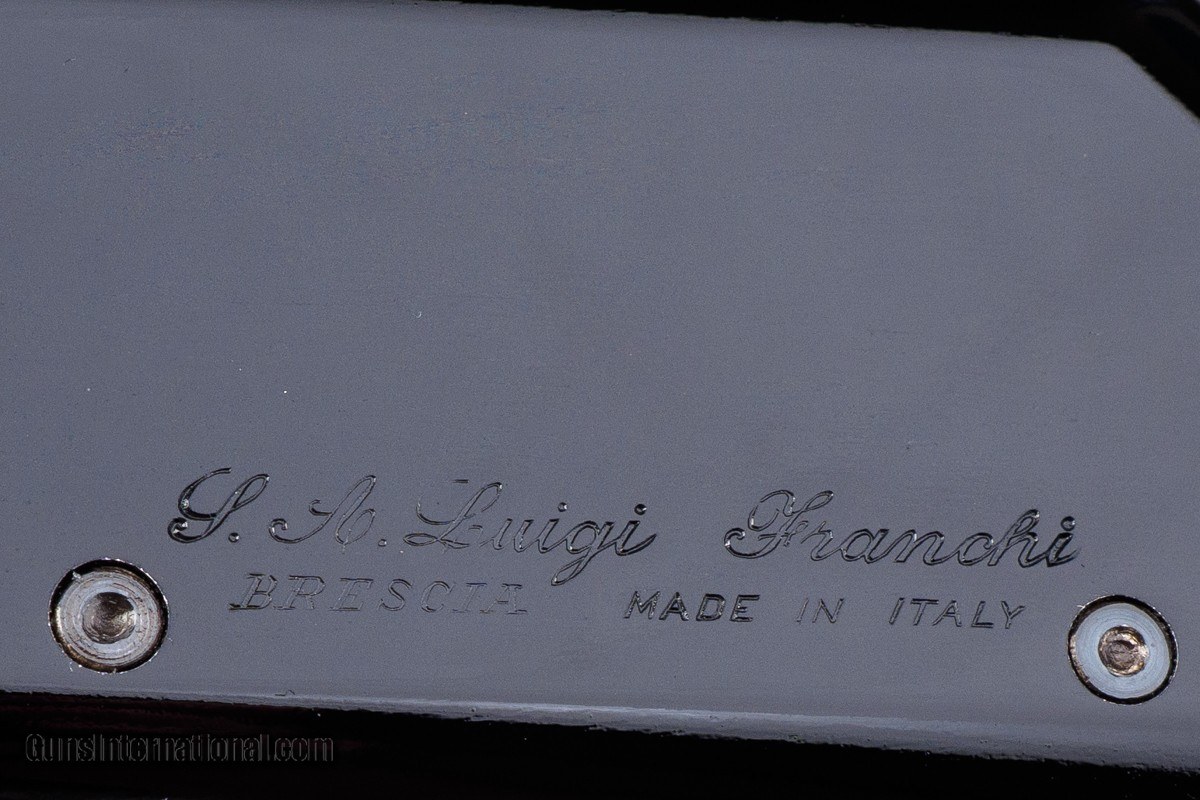 S. A. Luigi Franchi
BRESCIA MADE IN ITALY
GunsInternational.com